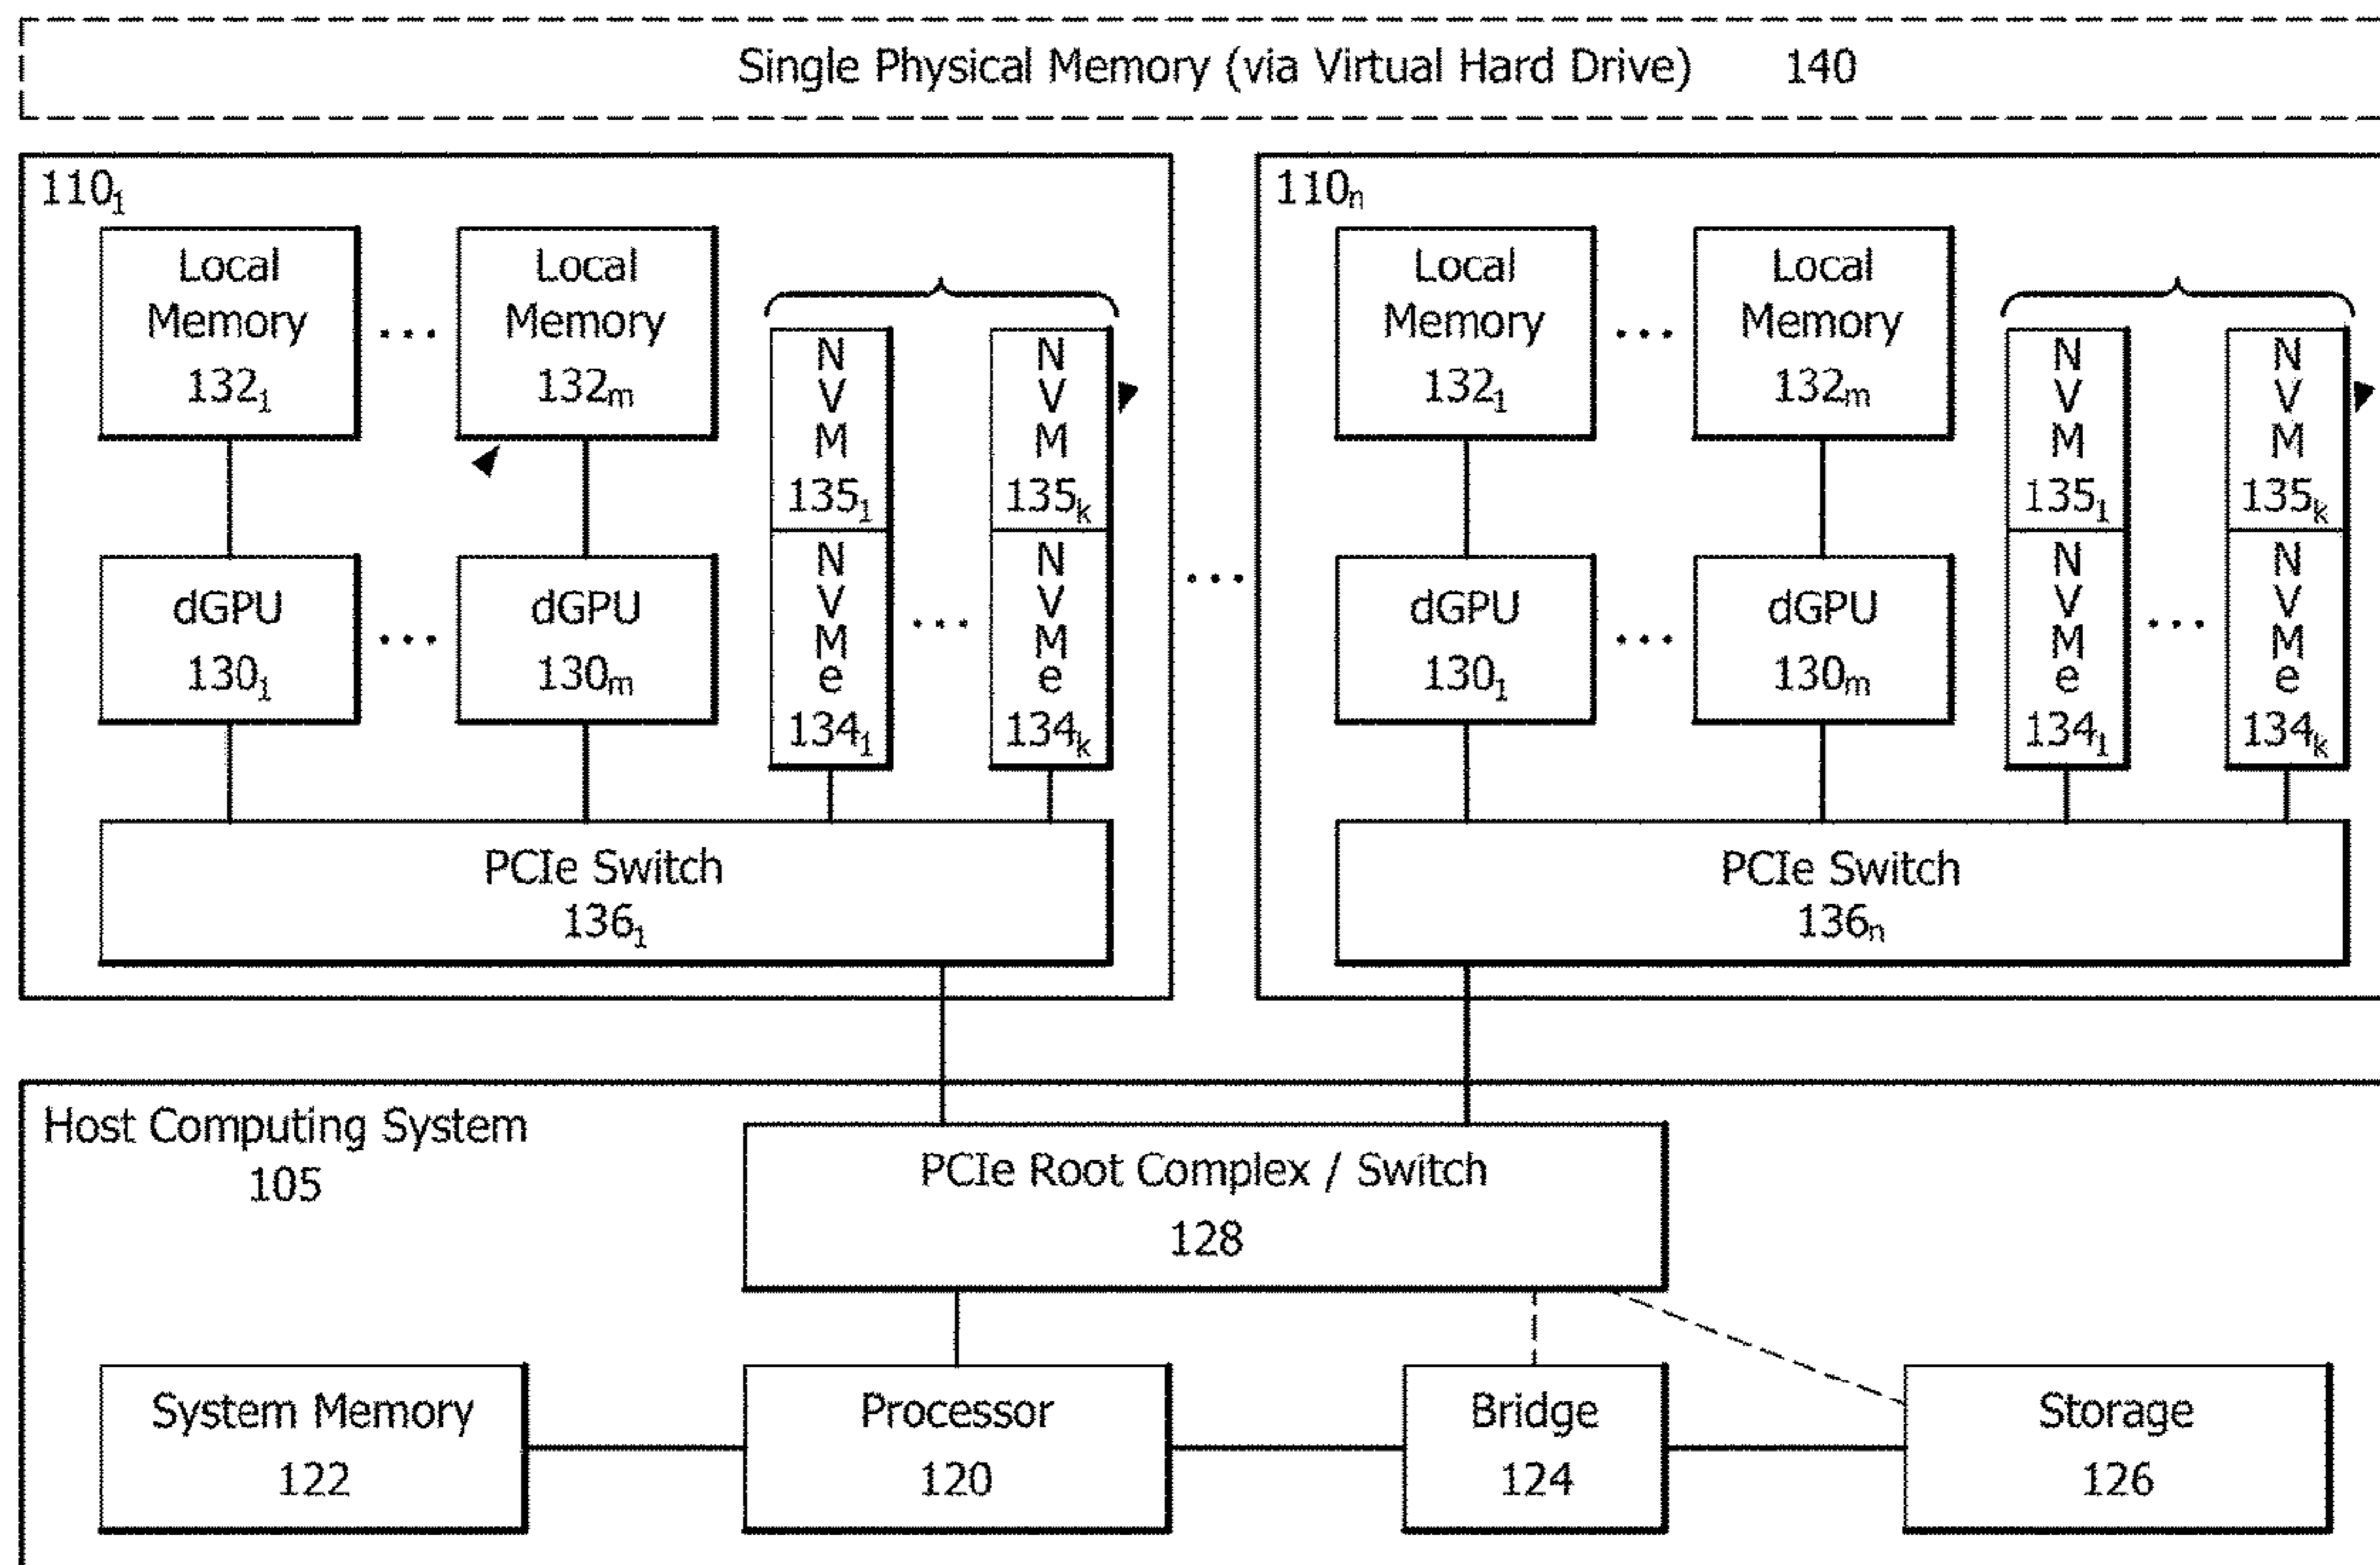 Single Physical Memory (via Virtual Hard Drive) 140
110₁
Local
Memory
132₁
...
Local
Memory
132ₘ
N
V
M
135₁
N
V
M
135ₖ
dGPU
130₁
...
dGPU
130ₘ
N
V
M
e
134₁
...
N
V
M
e
134ₖ
PCIe Switch
136₁
...
110ₙ
Local
Memory
132₁
...
Local
Memory
132ₘ
N
V
M
135₁
N
V
M
135ₖ
dGPU
130₁
...
dGPU
130ₘ
N
V
M
e
134₁
...
N
V
M
e
134ₖ
PCIe Switch
136ₙ
Host Computing System
105
PCIe Root Complex / Switch
128
System Memory
122
Processor
120
Bridge
124
Storage
126